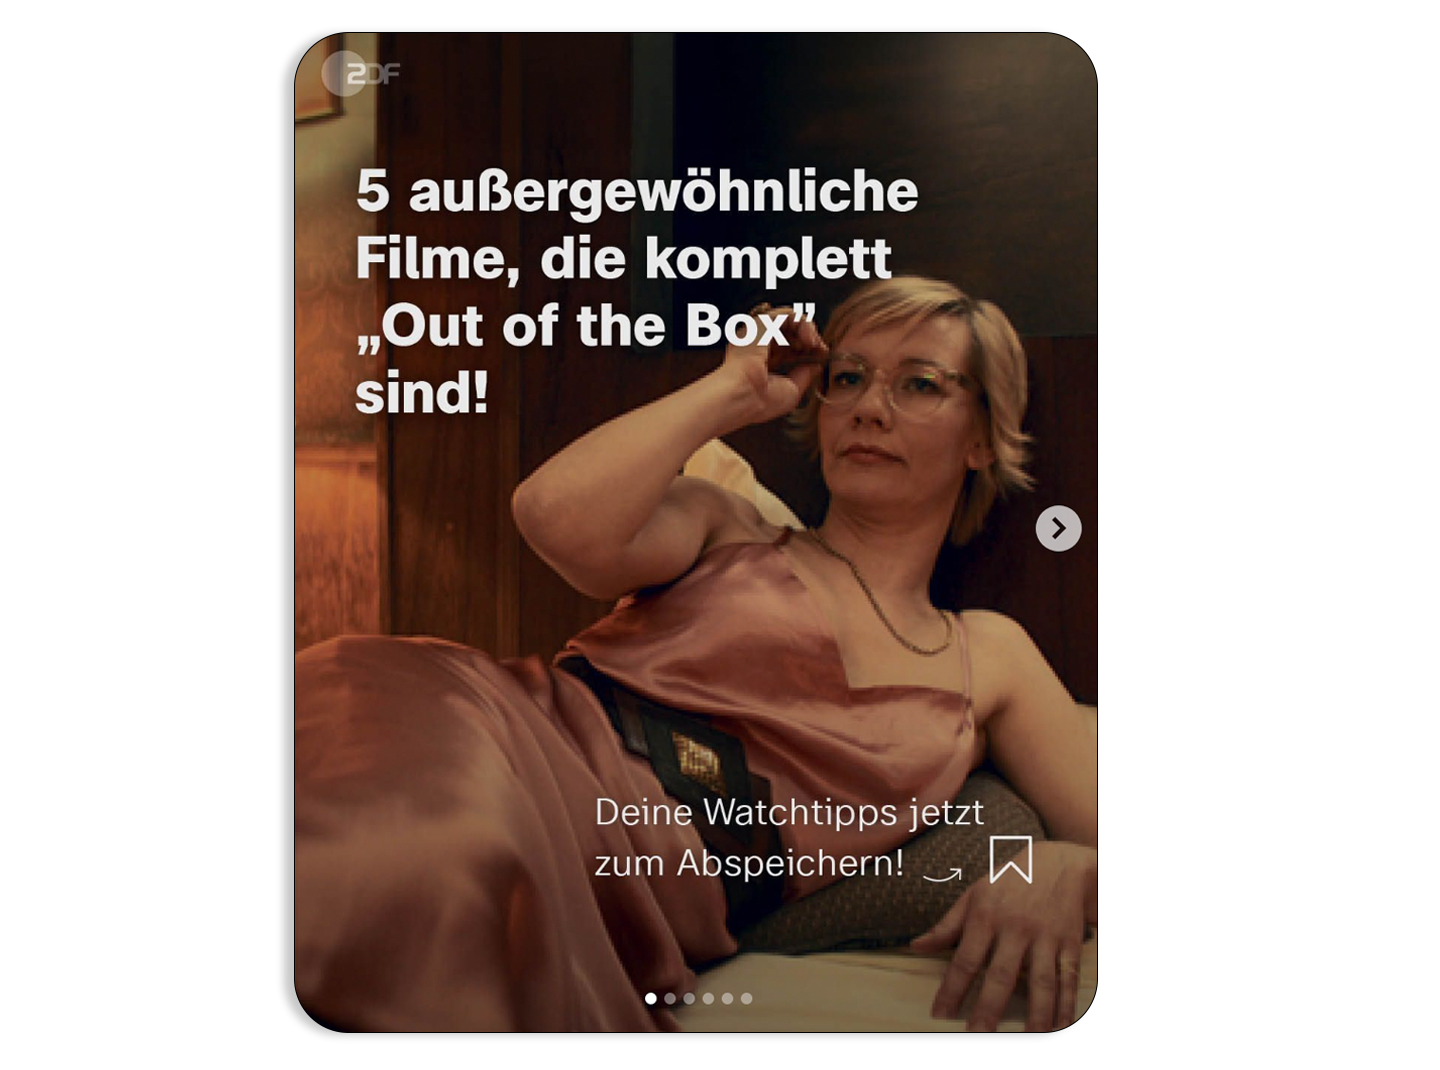 ZDF
5 außergewöhnliche
Filme, die komplett
„Out of the Box”
sind!
Deine Watchtipps jetzt
zum Abspeichern!